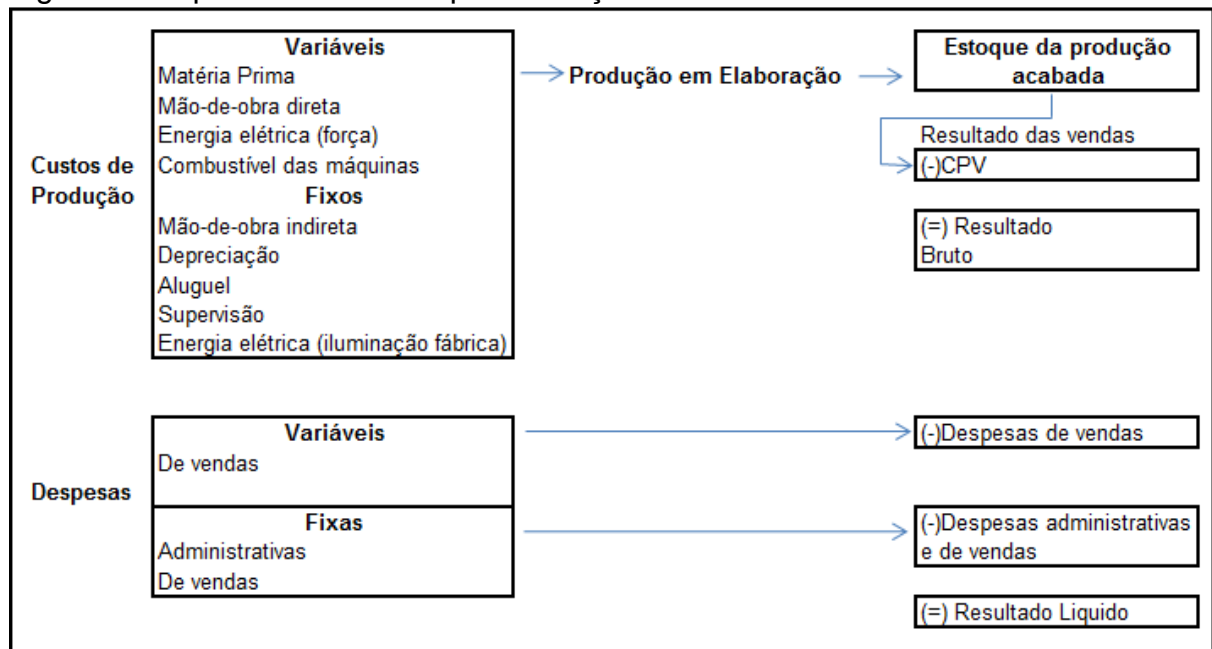 Variáveis
Matéria Prima
Mão-de-obra direta
Energia elétrica (força)
Combustível das máquinas
Fixos
Mão-de-obra indireta
Depreciação
Aluguel
Supervisão
Energia elétrica (iluminação fábrica)
Custos de
Produção
Produção em Elaboração
Estoque da produção
acabada
Resultado das vendas
(-)CPV
(=) Resultado
Bruto
Despesas
Variáveis
De vendas
Fixas
Administrativas
De vendas
(-)Despesas de vendas
(-)Despesas administrativas
e de vendas
(=) Resultado Liquido